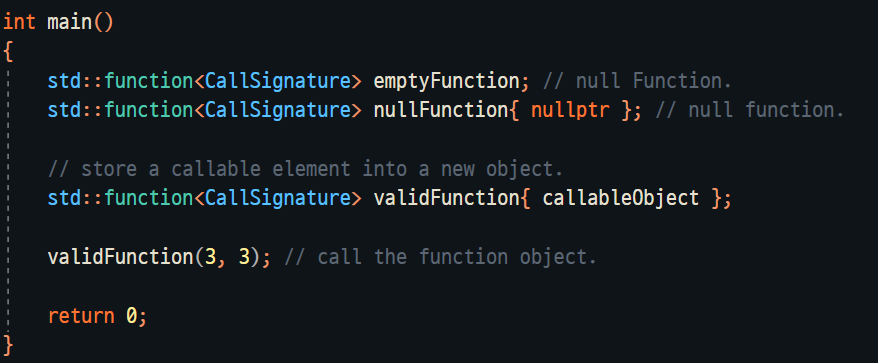 int main()
{
std::function<CallSignature> emptyFunction; // null Function.
std::function<CallSignature> nullFunction{ nullptr }; // null function.
// store a callable element into a new object.
std::function<CallSignature> validFunction{ callableObject };
validFunction(3, 3); // call the function object.
return 0;
}